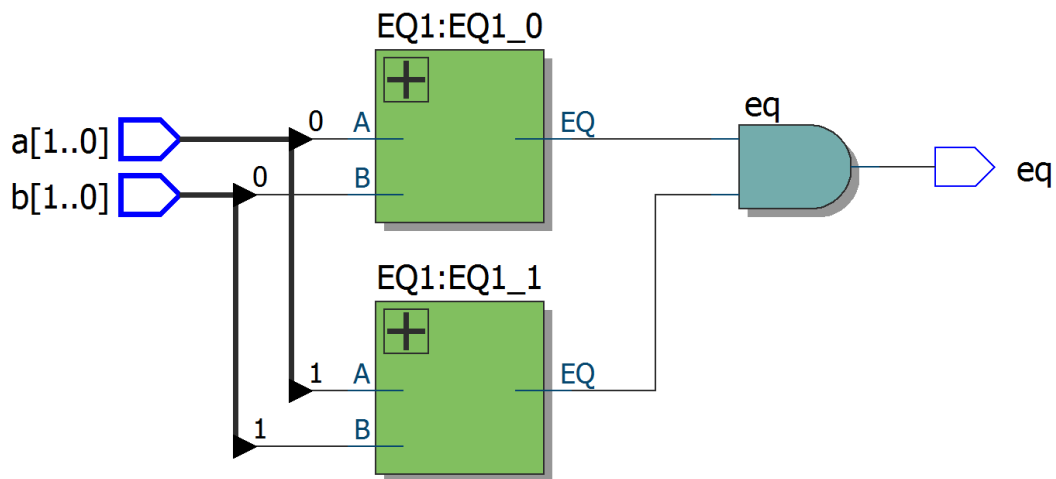 EQ1:EQ1_0
a[1..0]
0
A
EQ
eq
b[1..0]
0
B
eq
EQ1:EQ1_1
1
A
EQ
1
B